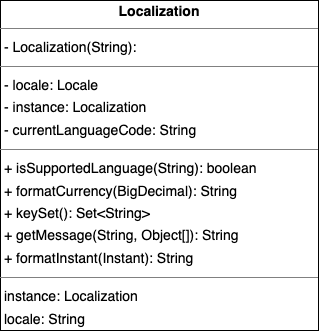 Localization
- Localization(String):
- locale: Locale
- instance: Localization
- currentLanguageCode: String
+ isSupportedLanguage(String): boolean
+ formatCurrency(BigDecimal): String
+ keySet(): Set<String>
+ getMessage(String, Object[]): String
+ formatInstant(Instant): String
instance: Localization
locale: String